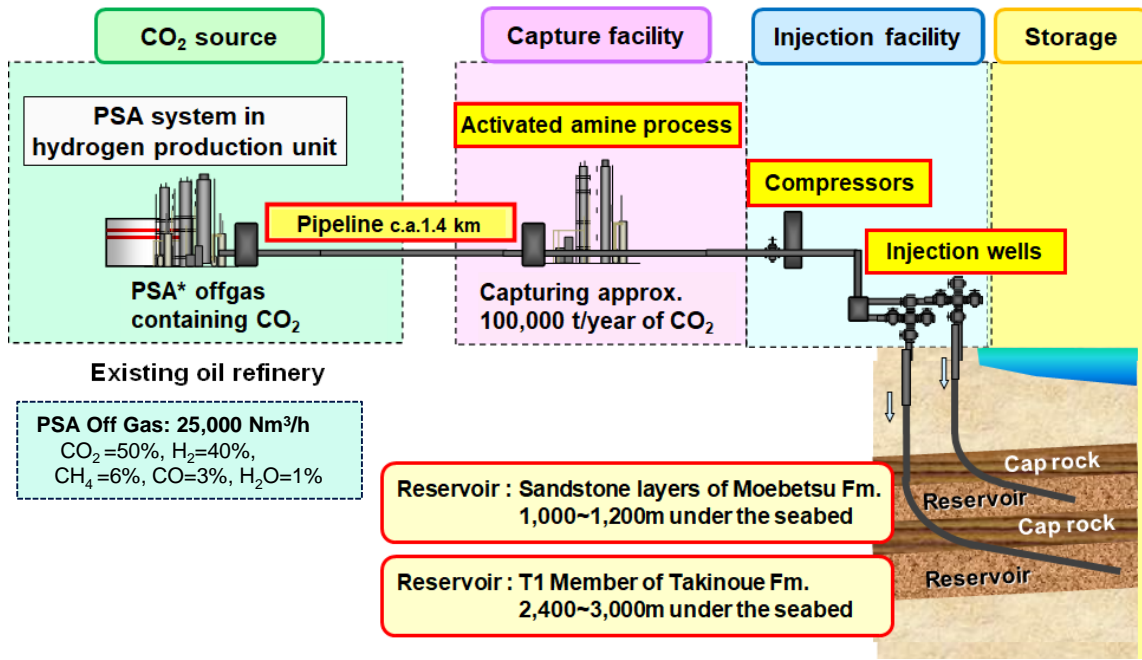 CO₂ source
Capture facility
Injection facility
Storage
PSA system in
hydrogen production unit
Activated amine process
Compressors
Pipeline c.a.1.4 km
Injection wells
PSA* offgas
containing CO₂
Capturing approx.
100,000 t/year of CO₂
Existing oil refinery
PSA Off Gas: 25,000 Nm³/h
CO₂ =50%, H₂=40%,
CH₄ =6%, CO=3%, H₂O=1%
Cap rock
Reservoir
Cap rock
Reservoir
Reservoir : Sandstone layers of Moebetsu Fm.
1,000~1,200m under the seabed
Reservoir : T1 Member of Takinoue Fm.
2,400~3,000m under the seabed